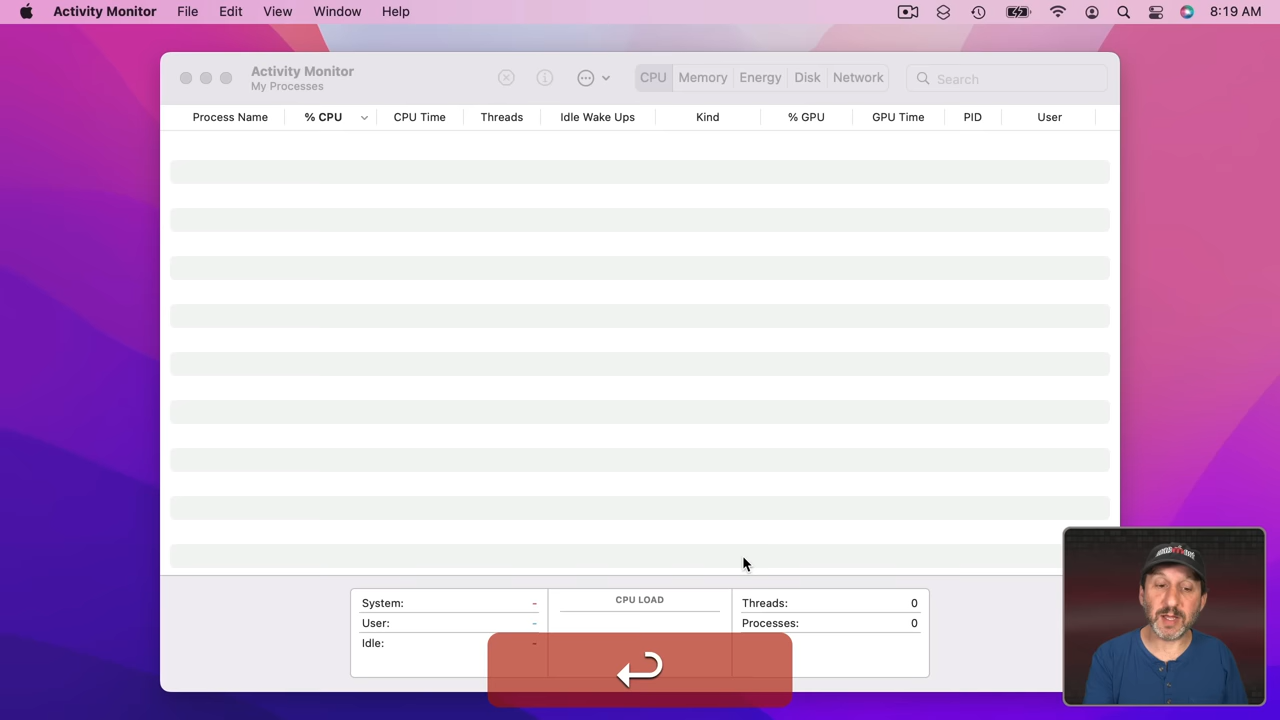 Activity Monitor File Edit View Window Help 8:19 AM
Activity Monitor
My Processes
CPU Memory Energy Disk Network Search
Process Name % CPU CPU Time Threads Idle Wake Ups Kind % GPU GPU Time PID User
System: -
User: -
Idle: -
CPU LOAD
Threads: 0
Processes: 0